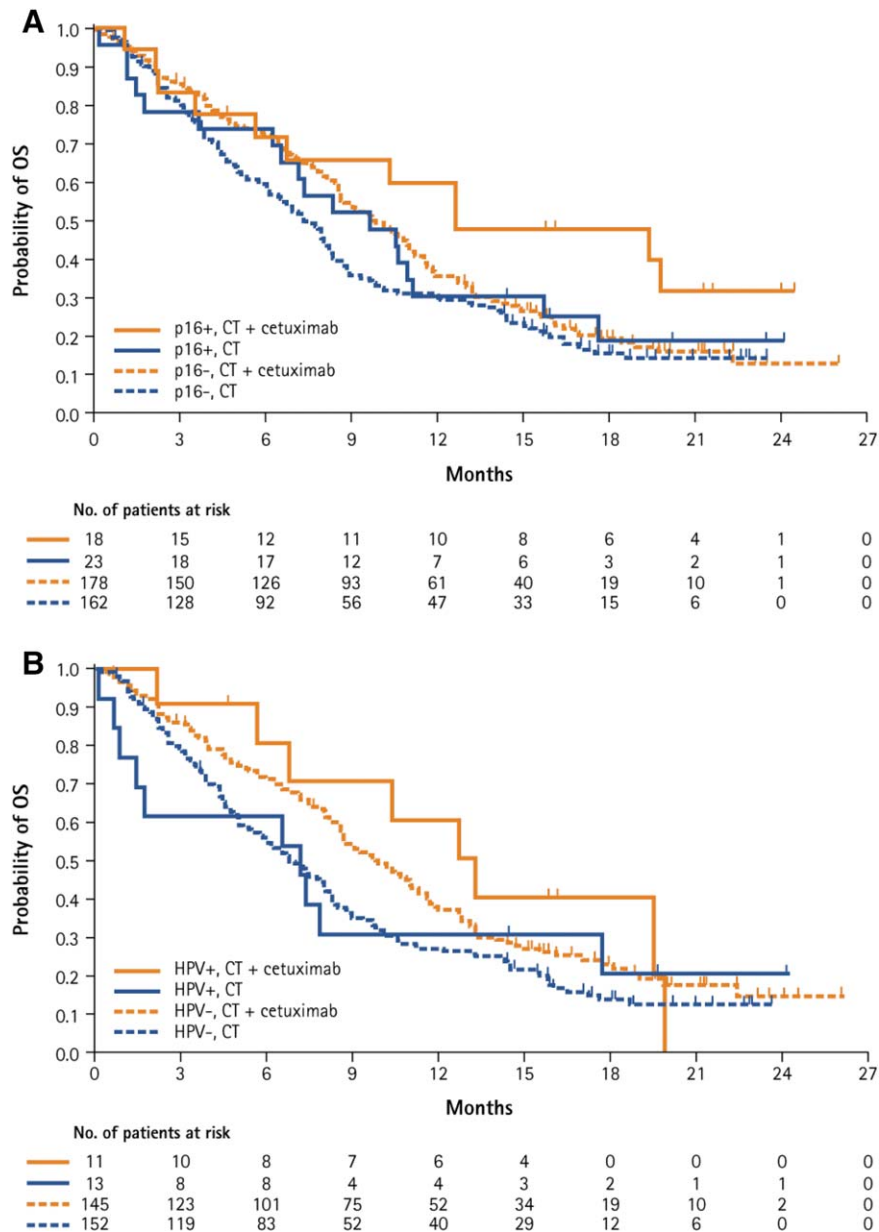 A
1.0
0.9
0.8
0.7
0.6
0.5
0.4
0.3
0.2
0.1
0.0
Probability of OS
p16+, CT + cetuximab
p16+, CT
p16–, CT + cetuximab
p16–, CT
0 3 6 9 12 15 18 21 24 27
Months
No. of patients at risk
18 15 12 11 10 8 6 4 1 0
23 18 17 12 7 6 3 2 1 0
178 150 126 93 61 40 19 10 1 0
162 128 92 56 47 33 15 6 0 0
B
1.0
0.9
0.8
0.7
0.6
0.5
0.4
0.3
0.2
0.1
0.0
Probability of OS
HPV+, CT + cetuximab
HPV+, CT
HPV–, CT + cetuximab
HPV–, CT
0 3 6 9 12 15 18 21 24 27
Months
No. of patients at risk
11 10 8 7 6 4 0 0 0 0
13 8 8 4 4 3 2 1 1 0
145 123 101 75 52 34 19 10 2 0
152 119 83 52 40 29 12 6 0 0